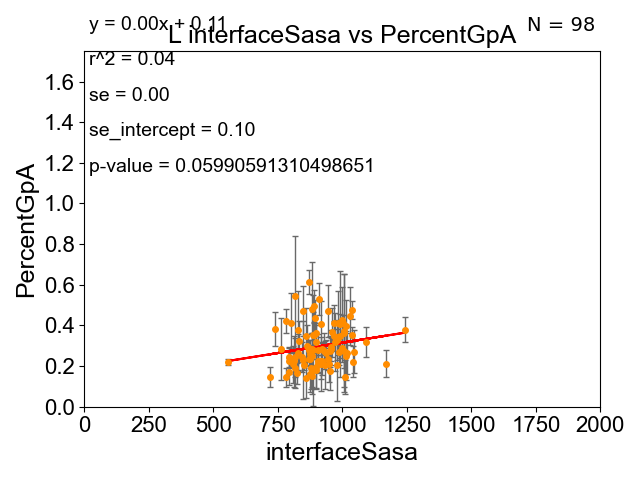 y = 0.00x + 0.11
N = 98
L interfaceSasa vs PercentGpA
r^2 = 0.04
se = 0.00
se_intercept = 0.10
p-value = 0.05990591310498651
PercentGpA
1.6
1.4
1.2
1.0
0.8
0.6
0.4
0.2
0.0
0 250 500 750 1000 1250 1500 1750 2000
interfaceSasa